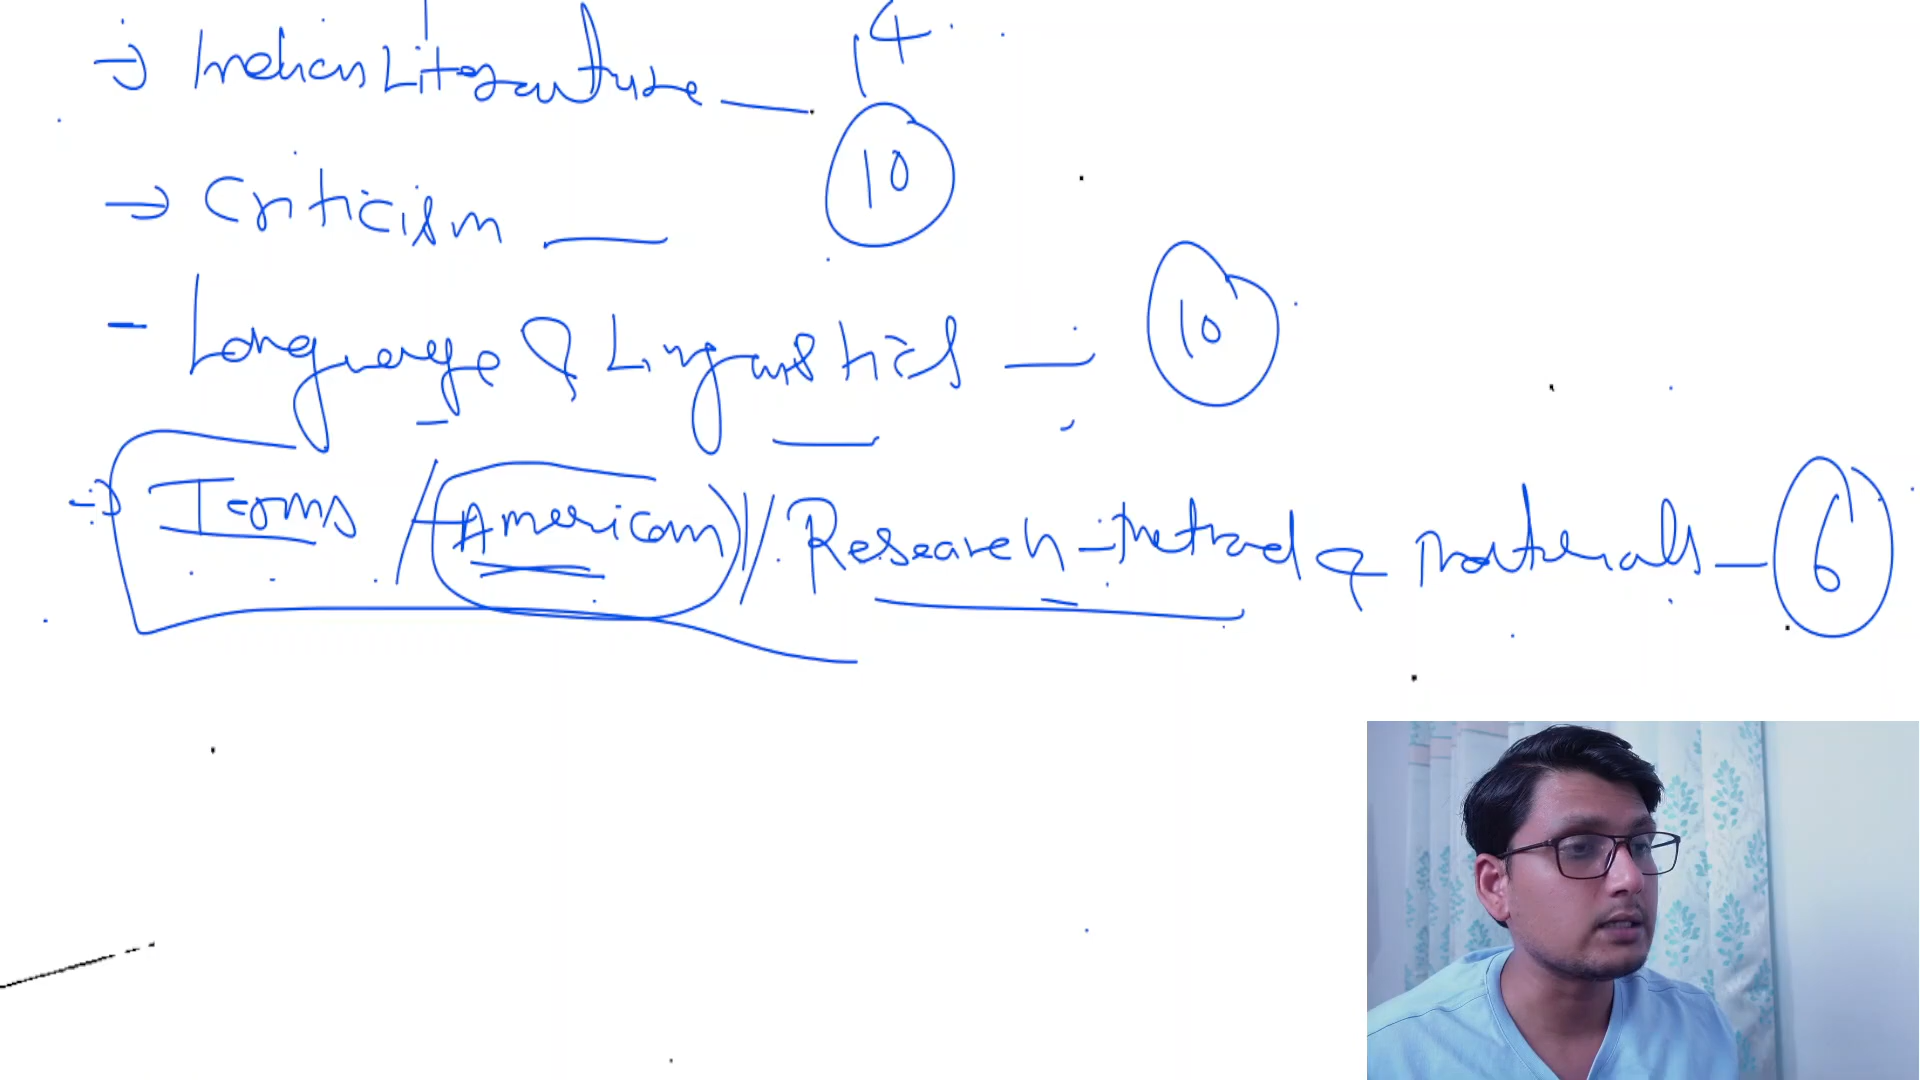 → Indian Literature — 14
→ Criticism — 10
- Language & Linguistics — 10
→ Terms / American // Research - Method & Materials — 6